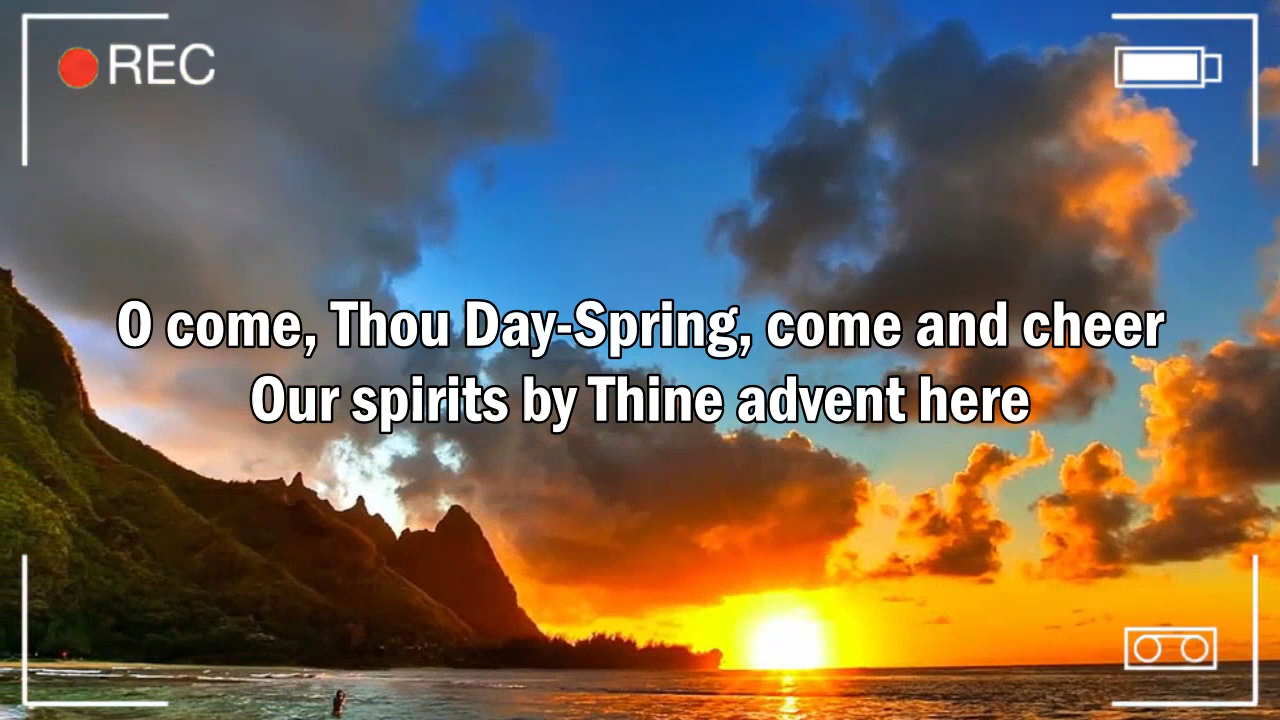 REC
O come, Thou Day-Spring, come and cheer
Our spirits by Thine advent here